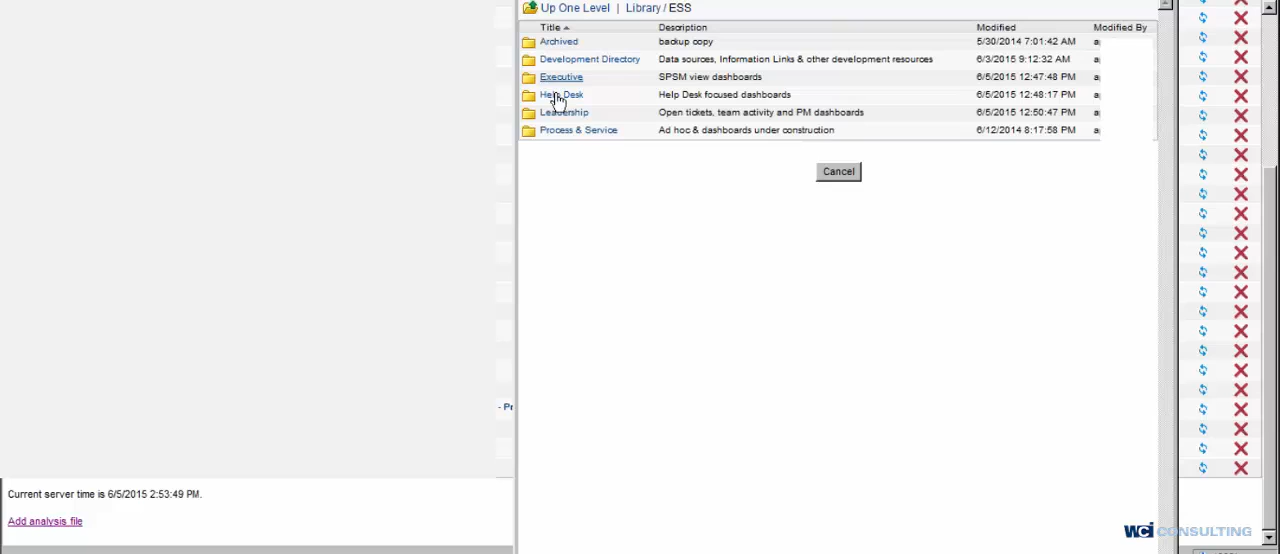 Up One Level | Library / ESS
Title Description Modified Modified By
Archived backup copy 5/30/2014 7:01:42 AM a
Development Directory Data sources, Information Links & other development resources 6/3/2015 9:12:32 AM a
Executive SPSM view dashboards 6/5/2015 12:47:48 PM a
Help Desk Help Desk focused dashboards 6/5/2015 12:48:17 PM a
Leadership Open tickets, team activity and PM dashboards 6/5/2015 12:50:47 PM a
Process & Service Ad hoc & dashboards under construction 6/12/2014 8:17:58 PM a
Cancel
- Pr
Current server time is 6/5/2015 2:53:49 PM.
Add analysis file
WCI CONSULTING